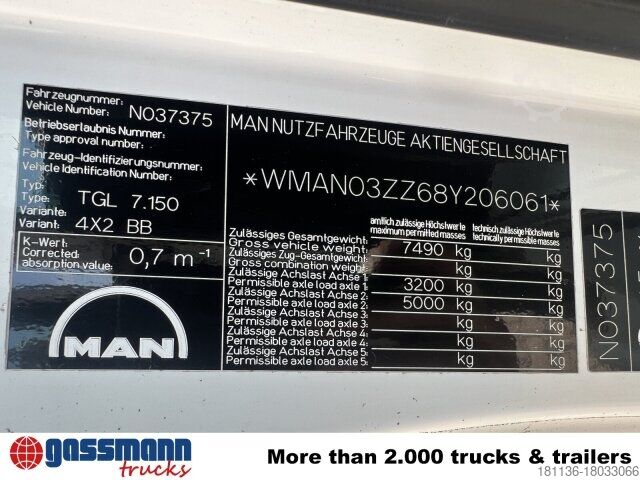 Fahrzeugnummer:
Vehicle Number: N037375
Betriebserlaubnis Nummer:
Type approval number:
Fahrzeug-Identifizierungsnummer:
Vehicle Identification Number:
Typ:
Type: TGL 7.150
Variante:
Variant: 4X2 BB
K-Wert:
Corrected absorption value: 0,7 m⁻¹
MAN
MAN NUTZFAHRZEUGE AKTIENGESELLSCHAFT
*WMAN03ZZ68Y206061*
amtlich zulässige Höchstwerte technisch zulässige Höchstwerte
maximum permitted masses technically permissible masses
Zulässiges Gesamtgewicht:
Gross vehicle weight: 7490 kg kg
Zulässiges Zug-Gesamtgewicht:
Gross combination weight: kg kg
Zulässige Achslast Achse 1:
Permissible axle load axle 1: 3200 kg kg
Zulässige Achslast Achse 2:
Permissible axle load axle 2: 5000 kg kg
Zulässige Achslast Achse 3:
Permissible axle load axle 3: kg kg
Zulässige Achslast Achse 4:
Permissible axle load axle 4: kg kg
Zulässige Achslast Achse 5:
Permissible axle load axle 5: kg kg
N037375
gassmann
trucks
More than 2.000 trucks & trailers
181136-18033066